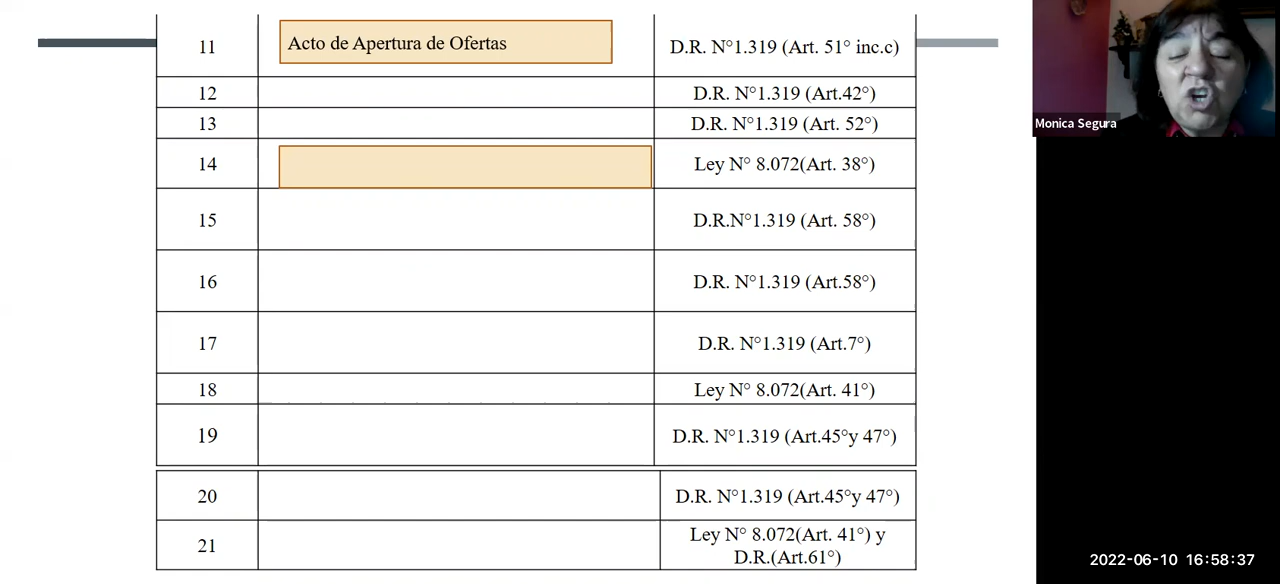 11 Acto de Apertura de Ofertas D.R. N°1.319 (Art. 51° inc.c)
12 D.R. N°1.319 (Art.42°)
13 D.R. N°1.319 (Art. 52°)
14 Ley N° 8.072(Art. 38°)
15 D.R.N°1.319 (Art. 58°)
16 D.R. N°1.319 (Art.58°)
17 D.R. N°1.319 (Art.7°)
18 Ley N° 8.072(Art. 41°)
19 D.R. N°1.319 (Art.45°y 47°)
20 D.R. N°1.319 (Art.45°y 47°)
21 Ley N° 8.072(Art. 41°) y
D.R.(Art.61°)
Monica Segura
2022-06-10 16:58:37